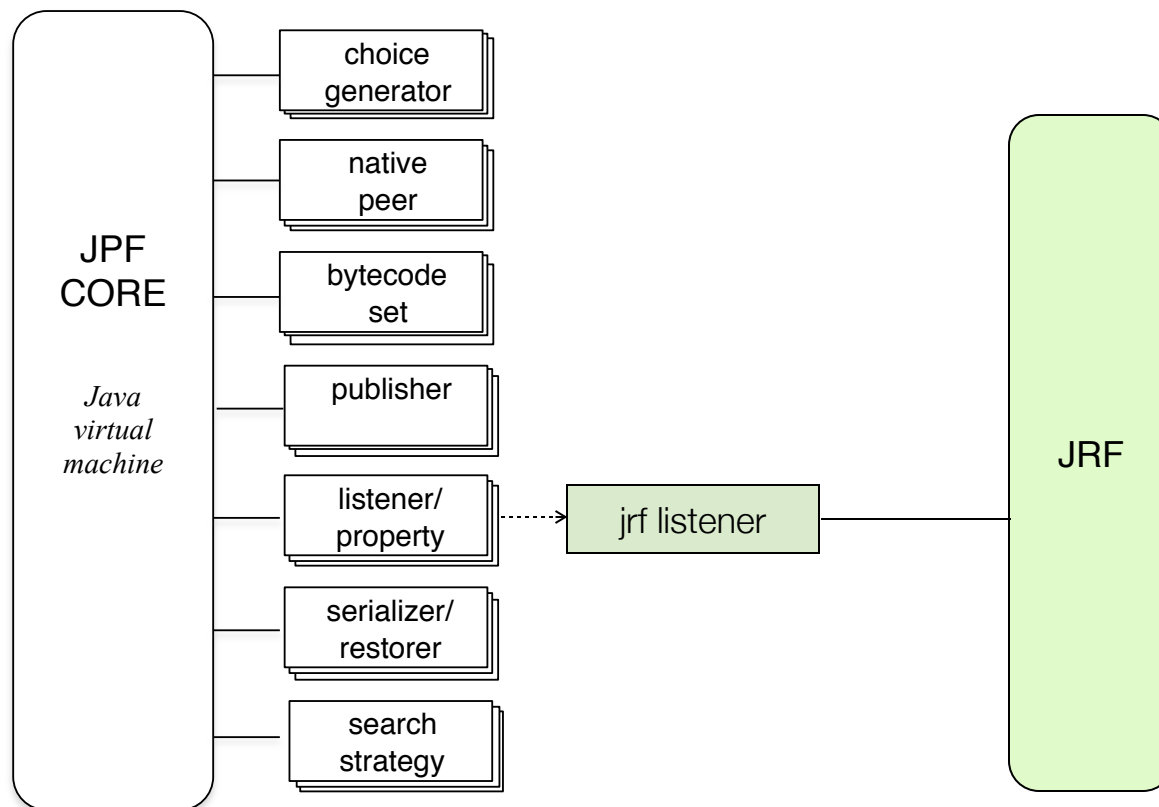 JPF
CORE
Java
virtual
machine
choice
generator
native
peer
bytecode
set
publisher
listener/
property
serializer/
restorer
search
strategy
jrf listener
JRF